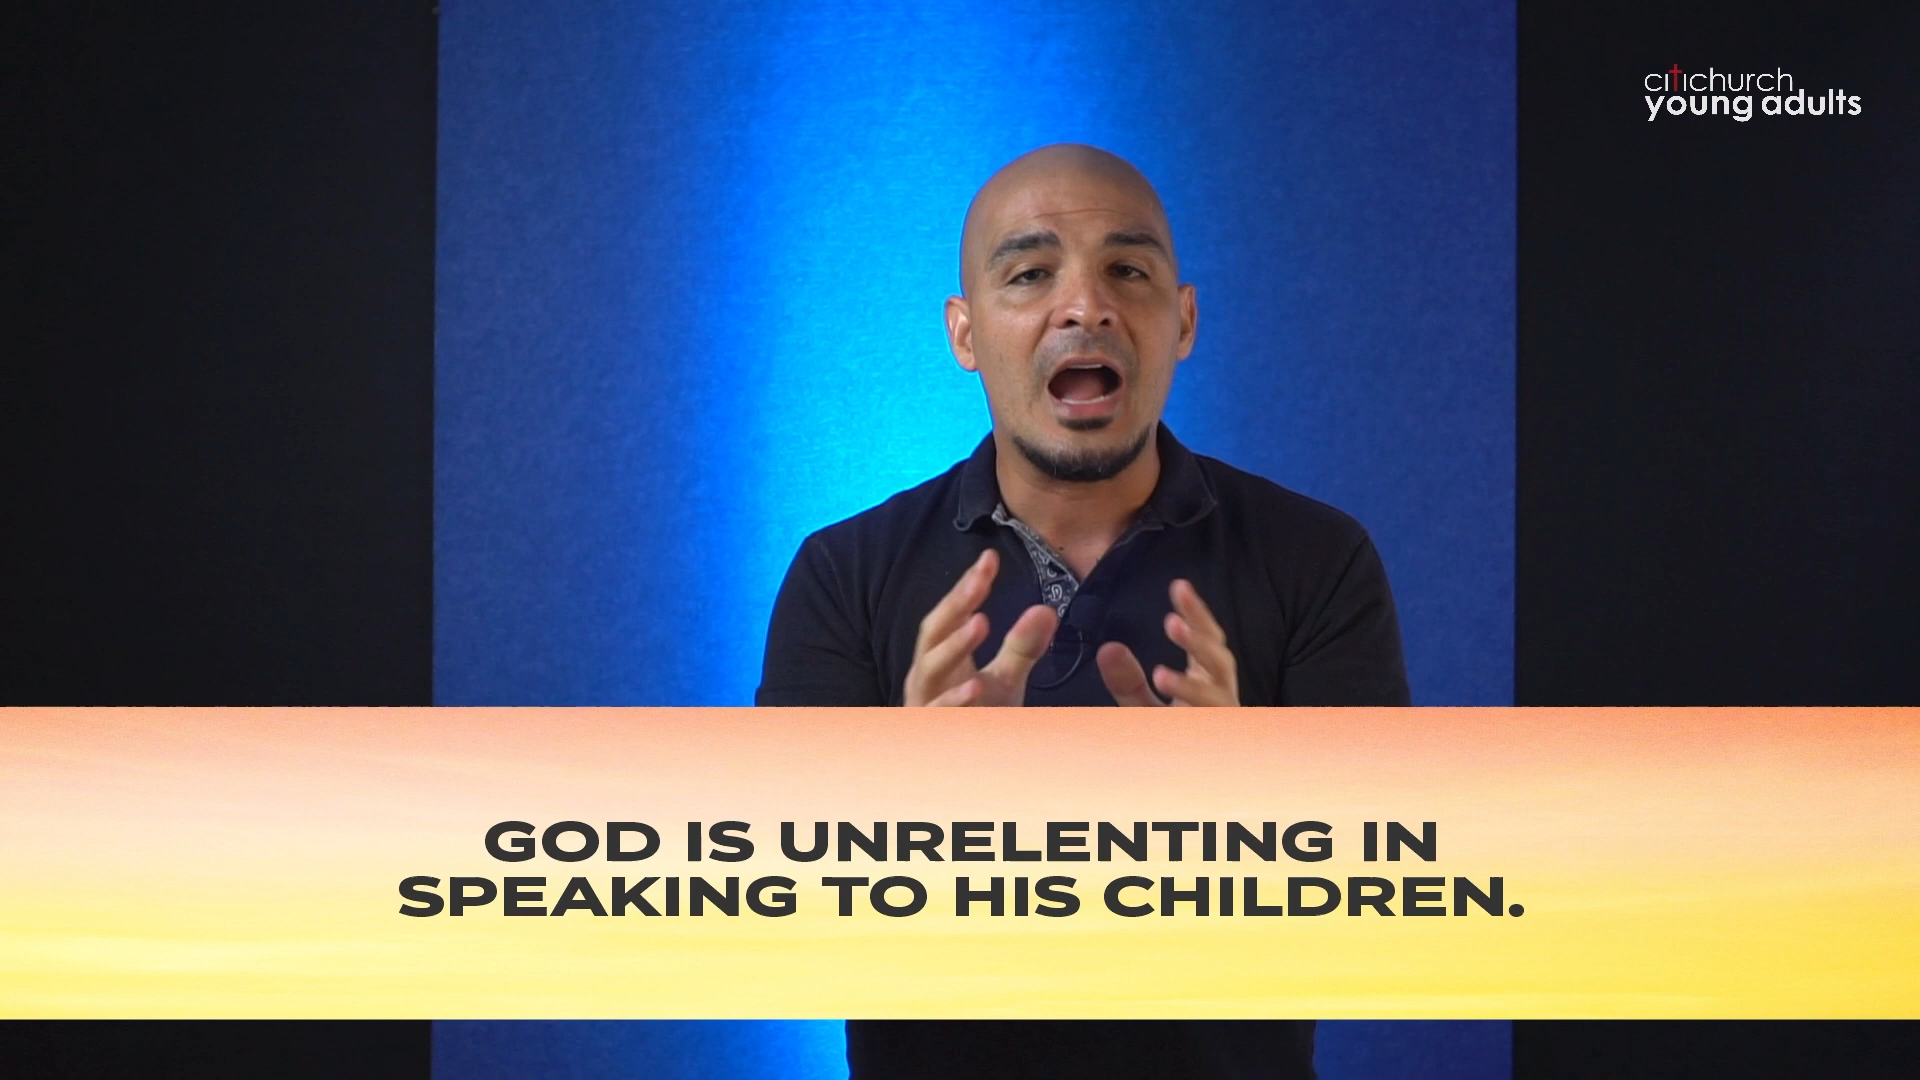 citichurch
young adults
GOD IS UNRELENTING IN
SPEAKING TO HIS CHILDREN.